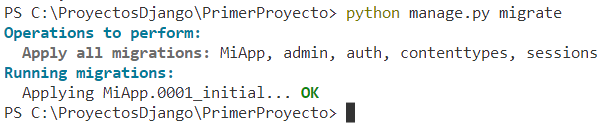 PS C:\ProyectosDjango\PrimerProyecto> python manage.py migrate
Operations to perform:
  Apply all migrations: MiApp, admin, auth, contenttypes, sessions
Running migrations:
  Applying MiApp.0001_initial... OK
PS C:\ProyectosDjango\PrimerProyecto>